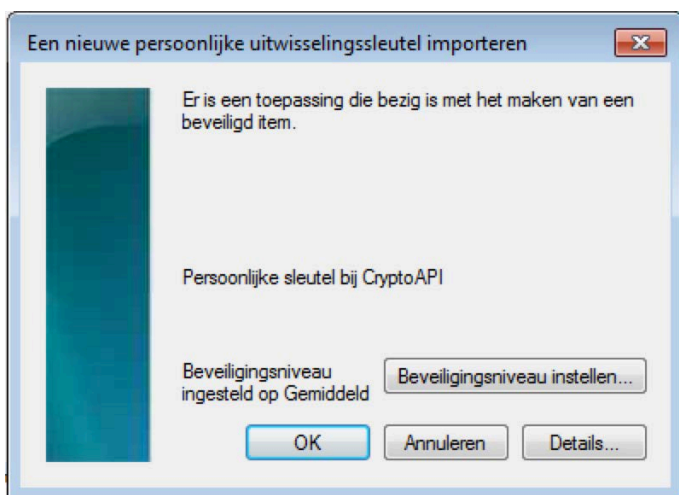 Een nieuwe persoonlijke uitwisselingssleutel importeren
Er is een toepassing die bezig is met het maken van een
beveiligd item.
Persoonlijke sleutel bij CryptoAPI
Beveiligingsniveau
ingesteld op Gemiddeld
Beveiligingsniveau instellen...
OK
Annuleren
Details...